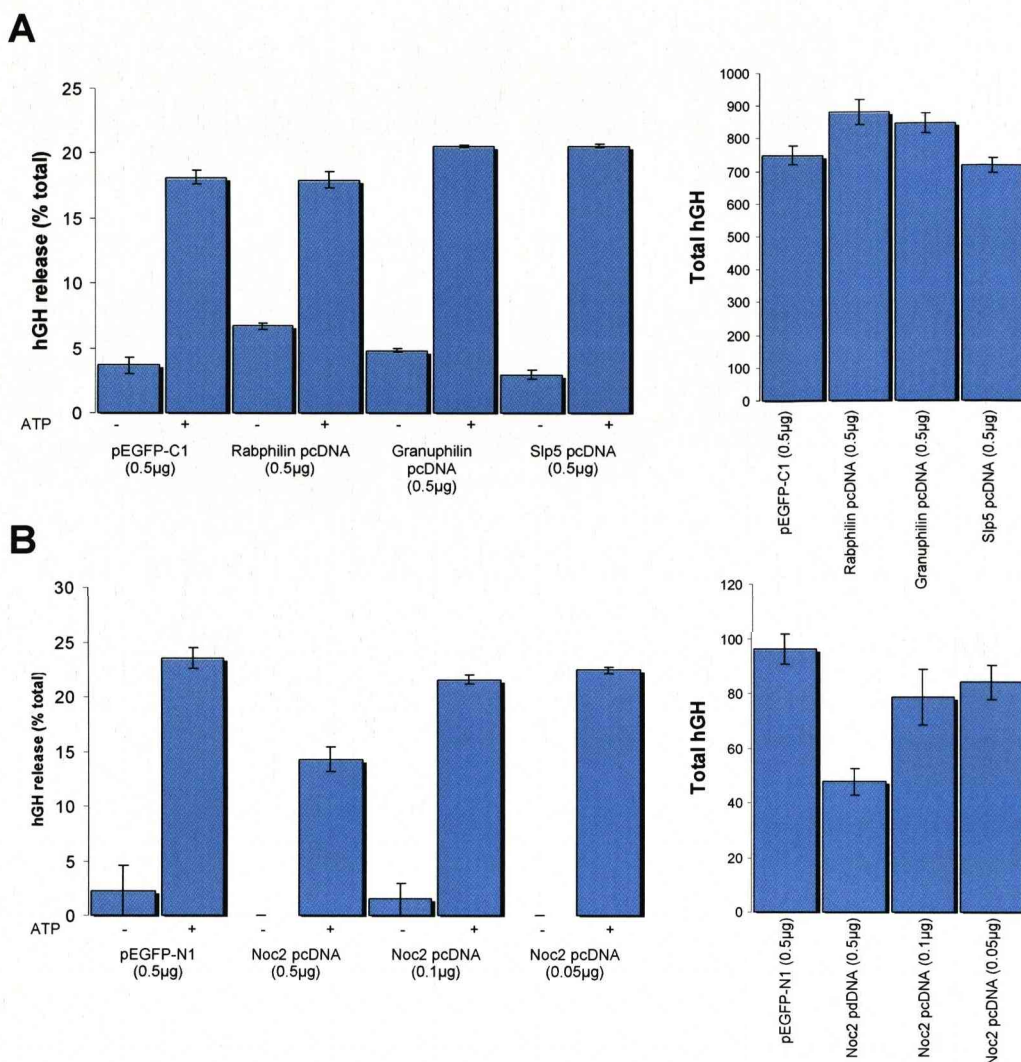 A
hGH release (% total)
25
20
15
10
5
0
ATP
- + - + - + - +
pEGFP-C1
(0.5µg)
Rabphilin pcDNA
(0.5µg)
Granuphilin
pcDNA
(0.5µg)
Slp5 pcDNA
(0.5µg)
Total hGH
1000
900
800
700
600
500
400
300
200
100
0
pEGFP-C1 (0.5µg)
Rabphilin pcDNA (0.5µg)
Granuphilin pcDNA (0.5µg)
Slp5 pcDNA (0.5µg)
B
hGH release (% total)
30
25
20
15
10
5
0
ATP
- + - + - + - +
pEGFP-N1
(0.5µg)
Noc2 pcDNA
(0.5µg)
Noc2 pcDNA
(0.1µg)
Noc2 pcDNA
(0.05µg)
Total hGH
120
100
80
60
40
20
0
pEGFP-N1 (0.5µg)
Noc2 pdDNA (0.5µg)
Noc2 pcDNA (0.1µg)
Noc2 pcDNA (0.05µg)